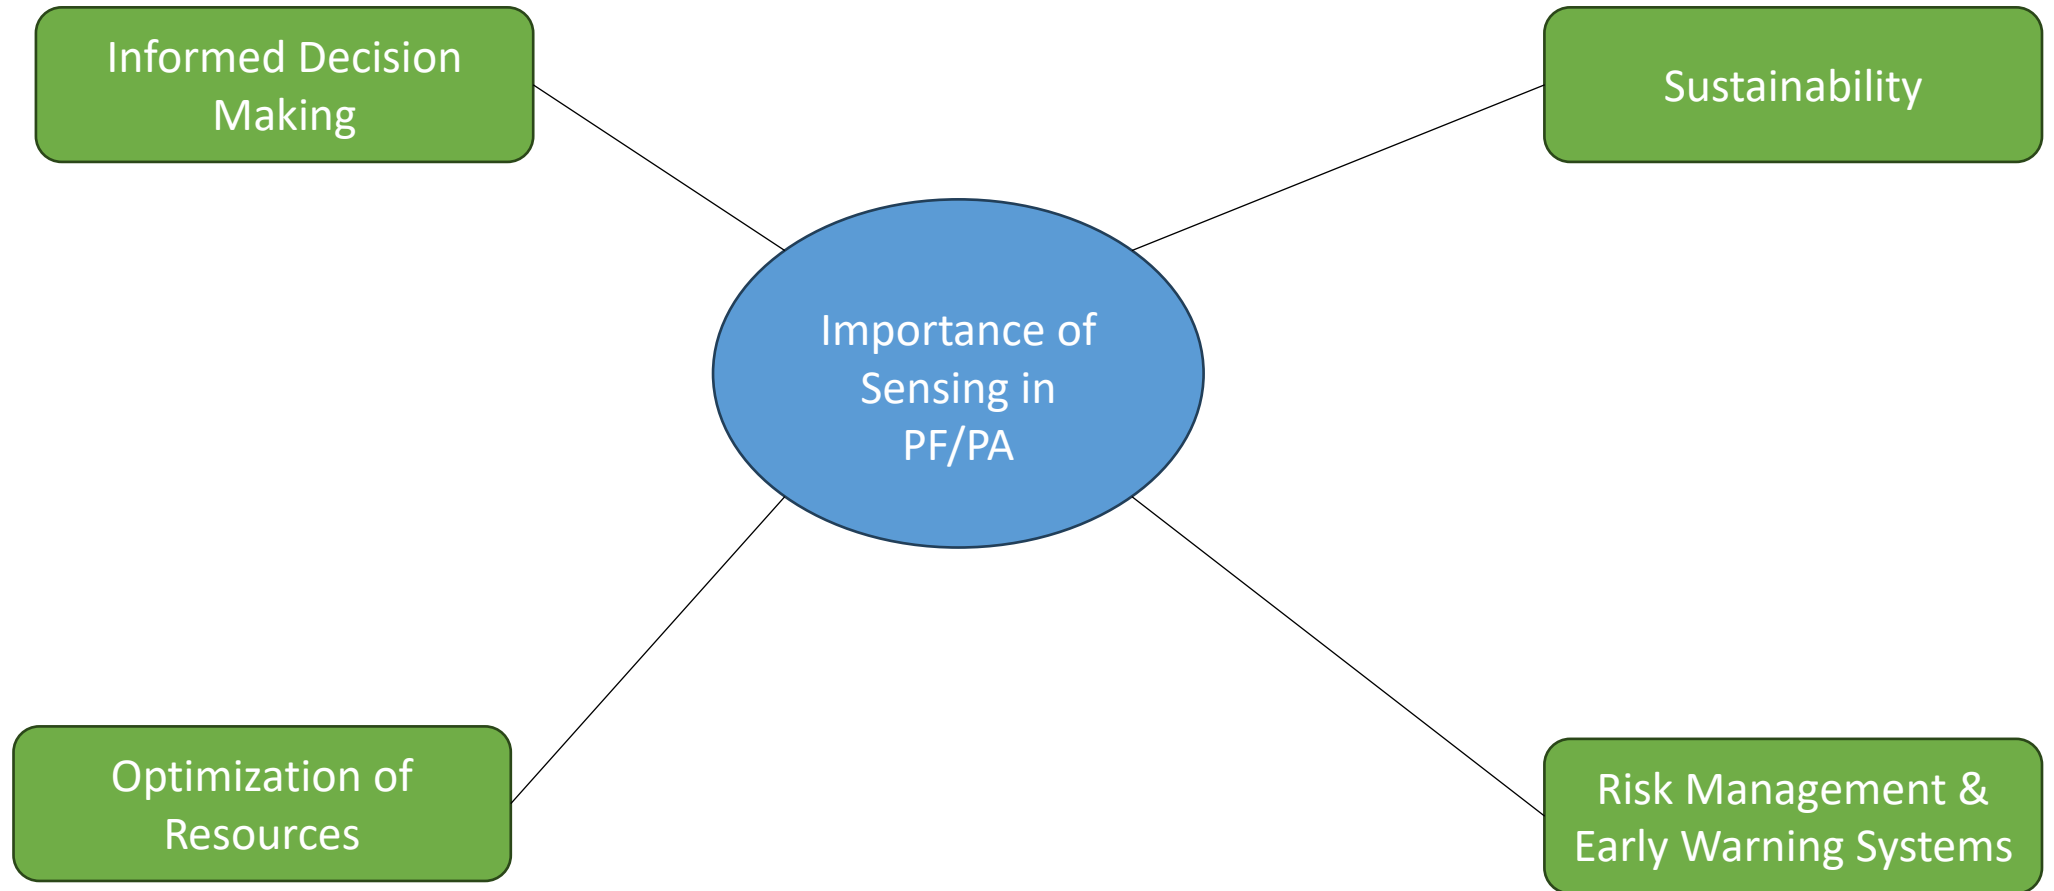 Informed Decision
Making
Sustainability
Importance of
Sensing in
PF/PA
Optimization of
Resources
Risk Management &
Early Warning Systems